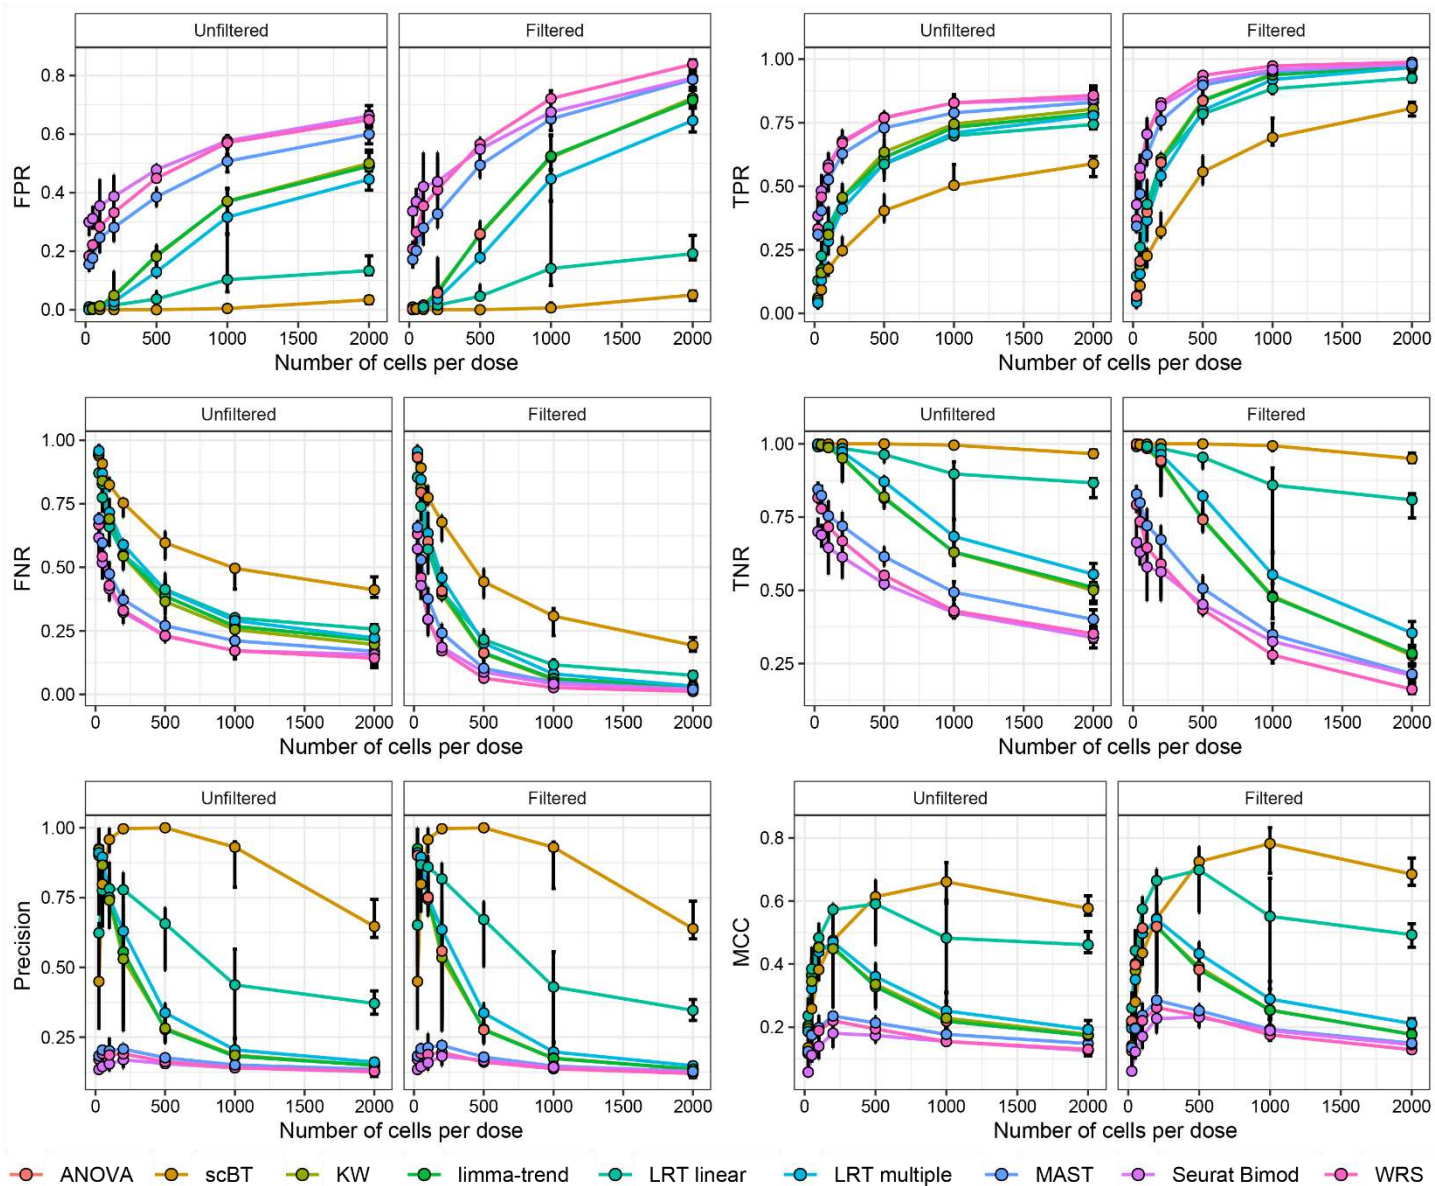 Unfiltered
Filtered
FPR
0.8
0.6
0.4
0.2
0.0
0 500 1000 1500 2000
0 500 1000 1500 2000
Number of cells per dose
Unfiltered
Filtered
TPR
1.00
0.75
0.50
0.25
0.00
0 500 1000 1500 2000
0 500 1000 1500 2000
Number of cells per dose
Unfiltered
Filtered
FNR
1.00
0.75
0.50
0.25
0.00
0 500 1000 1500 2000
0 500 1000 1500 2000
Number of cells per dose
Unfiltered
Filtered
TNR
1.00
0.75
0.50
0.25
0 500 1000 1500 2000
0 500 1000 1500 2000
Number of cells per dose
Unfiltered
Filtered
Precision
1.00
0.75
0.50
0.25
0 500 1000 1500 2000
0 500 1000 1500 2000
Number of cells per dose
Unfiltered
Filtered
MCC
0.8
0.6
0.4
0.2
0 500 1000 1500 2000
0 500 1000 1500 2000
Number of cells per dose
ANOVA scBT KW limma-trend LRT linear LRT multiple MAST Seurat Bimod WRS